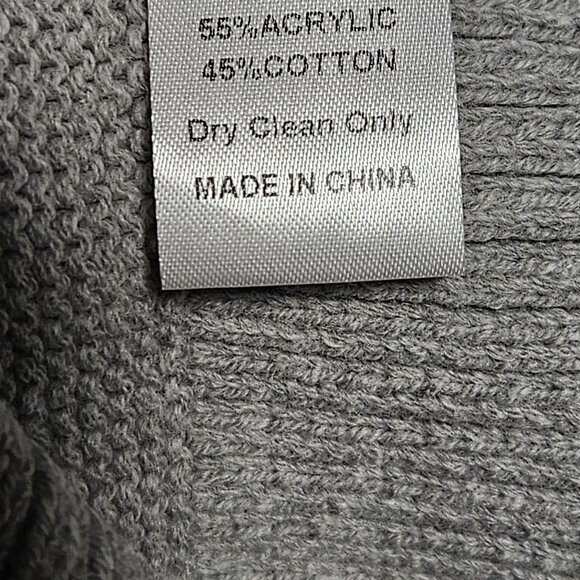 55%ACRYLIC
45%COTTON
Dry Clean Only
MADE IN CHINA